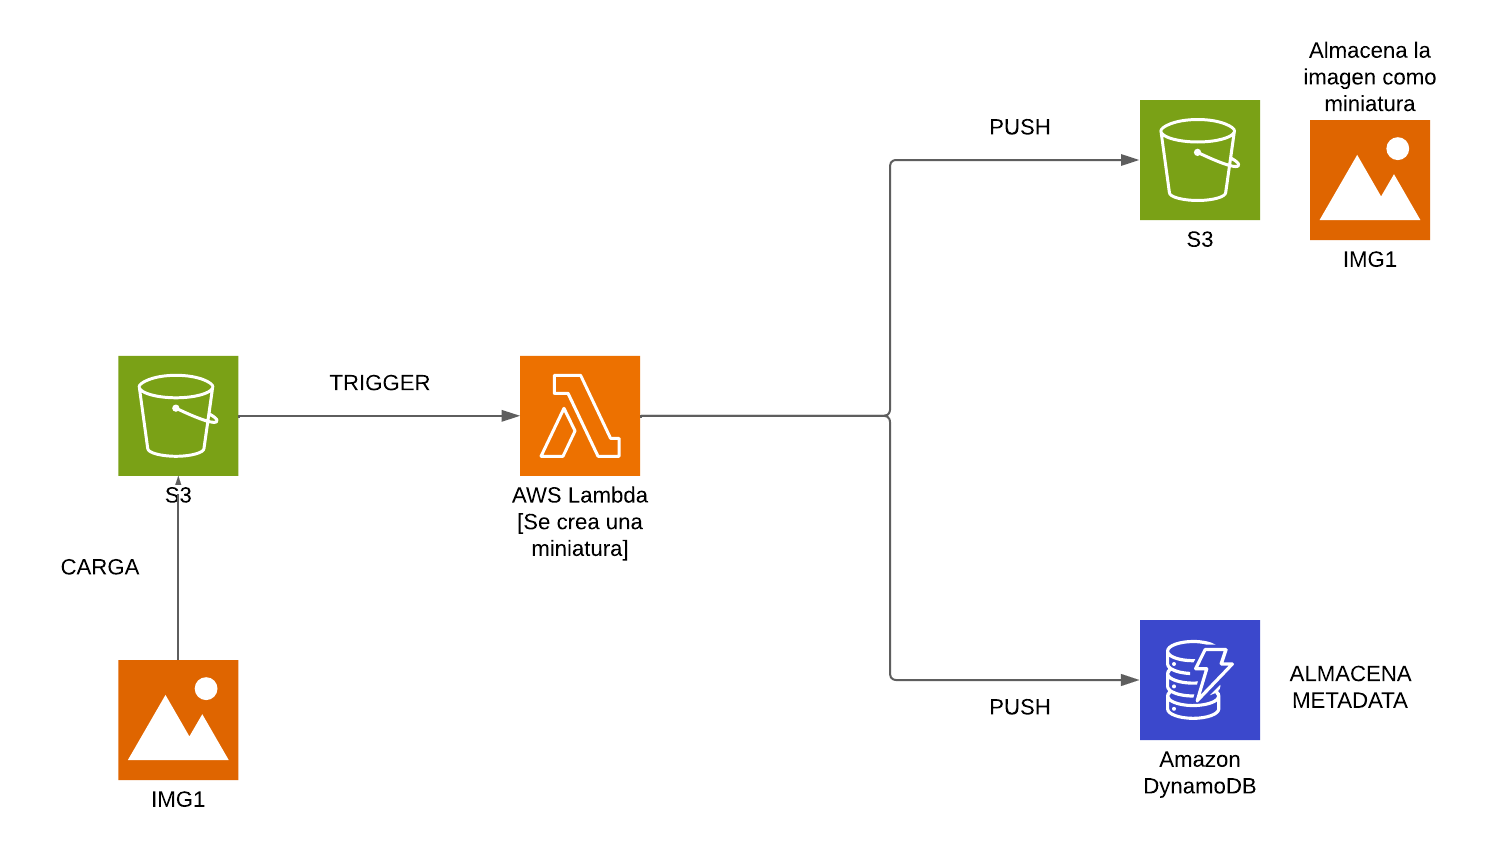 Almacena la
imagen como
miniatura
PUSH
S3
IMG1
TRIGGER
S3
AWS Lambda
[Se crea una
miniatura]
CARGA
IMG1
PUSH
ALMACENA
METADATA
Amazon
DynamoDB